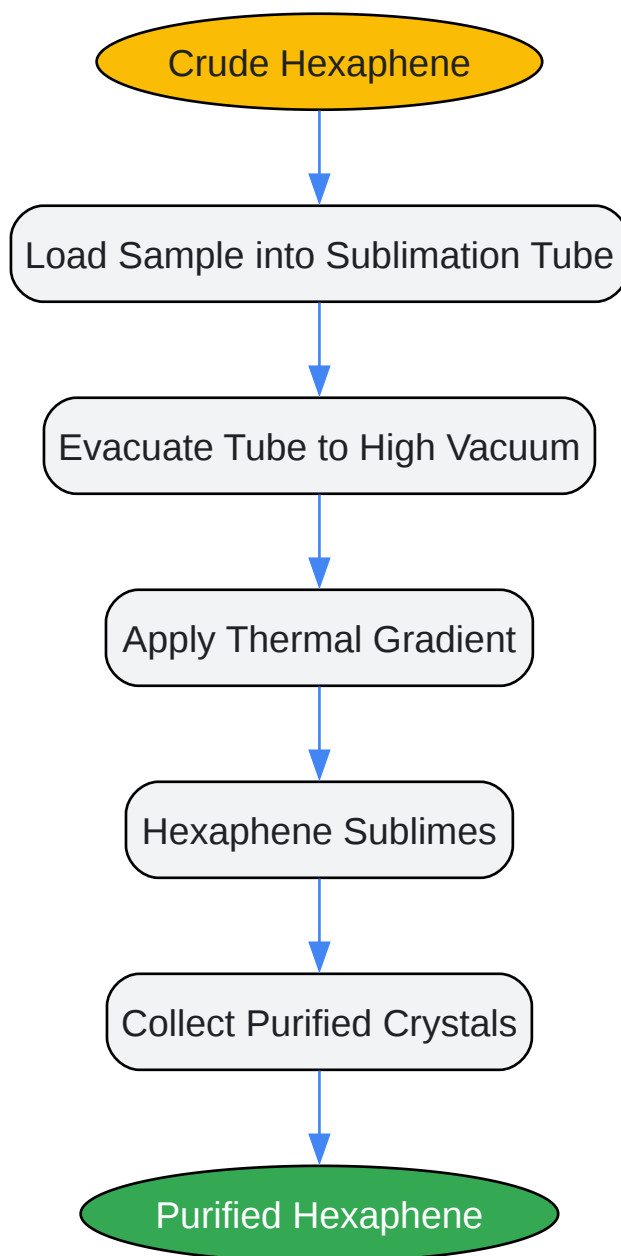 Crude Hexaphene
Load Sample into Sublimation Tube
Evacuate Tube to High Vacuum
Apply Thermal Gradient
Hexaphene Sublimes
Collect Purified Crystals
Purified Hexaphene